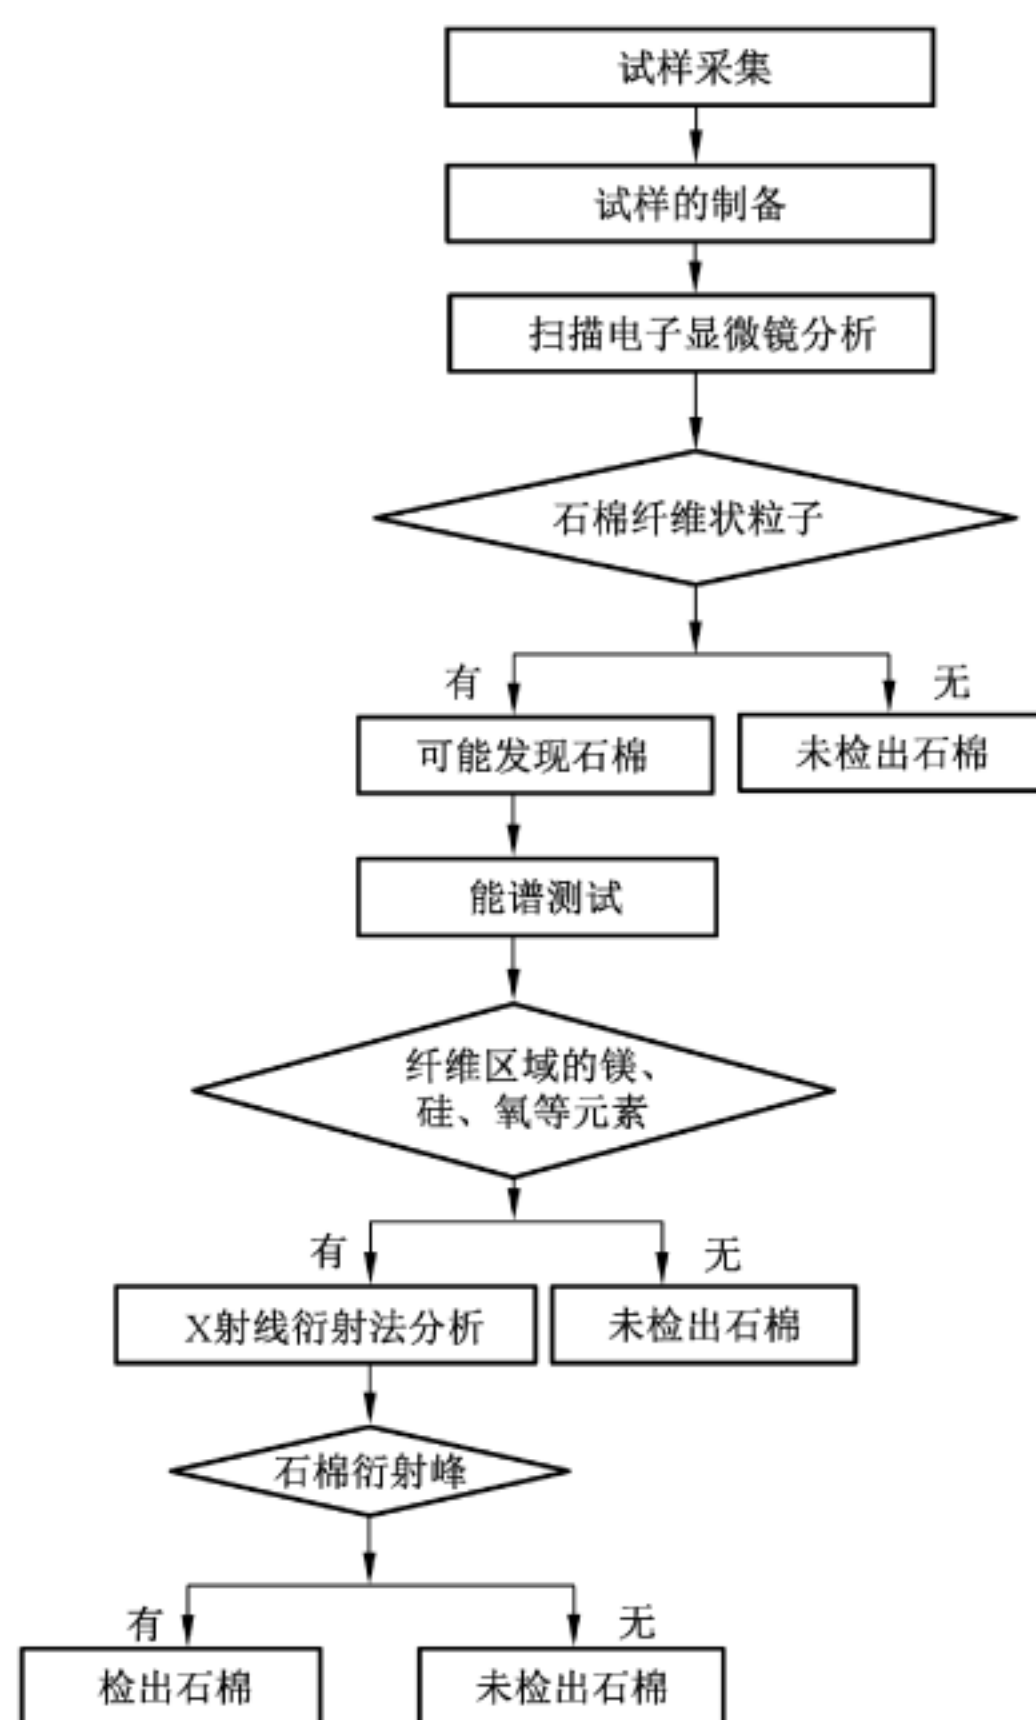 试样采集
试样的制备
扫描电子显微镜分析
石棉纤维状粒子
有
无
可能发现石棉
未检出石棉
能谱测试
纤维区域的镁、
硅、氧等元素
有
无
X射线衍射法分析
未检出石棉
石棉衍射峰
有
无
检出石棉
未检出石棉